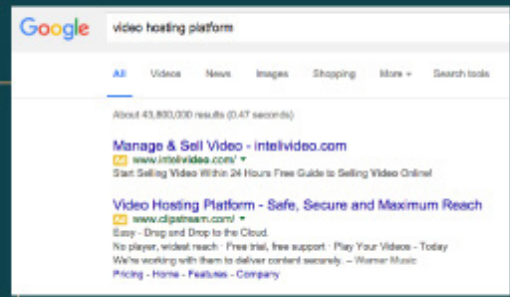 Google
video hosting platform
All Videos News Images Shopping More Search tools
About 43,800,000 results (0.47 seconds)
Manage & Sell Video - intelivideo.com
Ad www.intelivideo.com/
Start Selling Video Within 24 Hours Free Guide to Selling Video Online!
Video Hosting Platform - Safe, Secure and Maximum Reach
Ad www.clipstream.com/
Easy - Drag and Drop to the Cloud.
No player, widest reach · Free trial, free support · Play Your Videos - Today
We're working with them to deliver content securely. – Warner Music
Pricing - Home - Features - Company